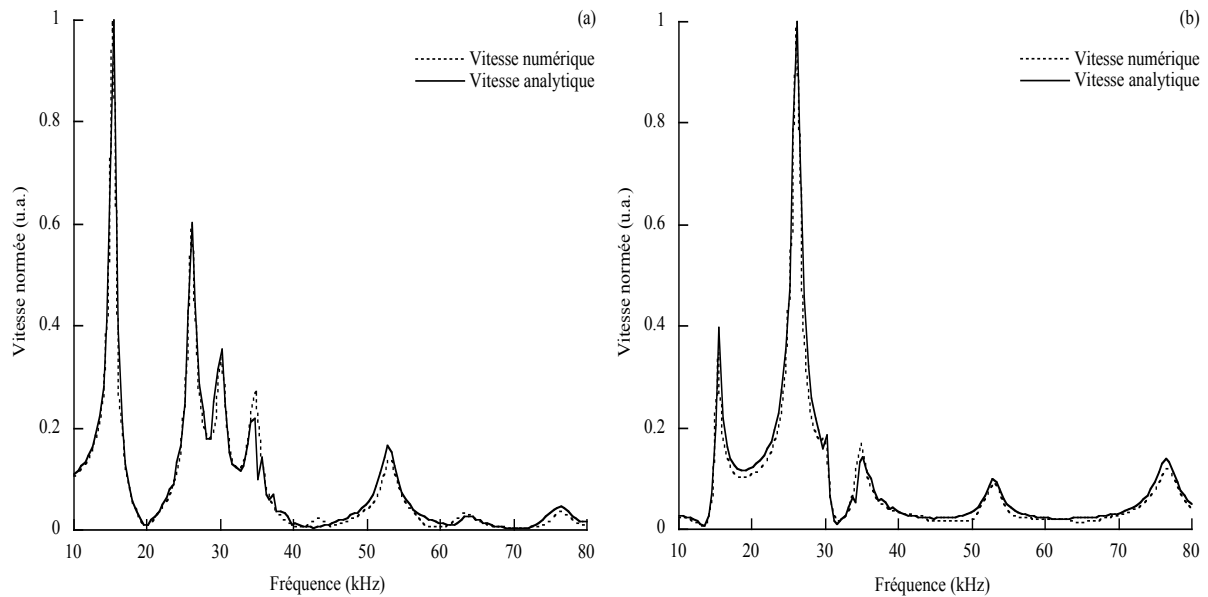 (a)
Vitesse numérique
Vitesse analytique
Vitesse normée (u.a.)
1
0.8
0.6
0.4
0.2
0
10 20 30 40 50 60 70 80
Fréquence (kHz)
(b)
Vitesse numérique
Vitesse analytique
Vitesse normée (u.a.)
1
0.8
0.6
0.4
0.2
0
10 20 30 40 50 60 70 80
Fréquence (kHz)